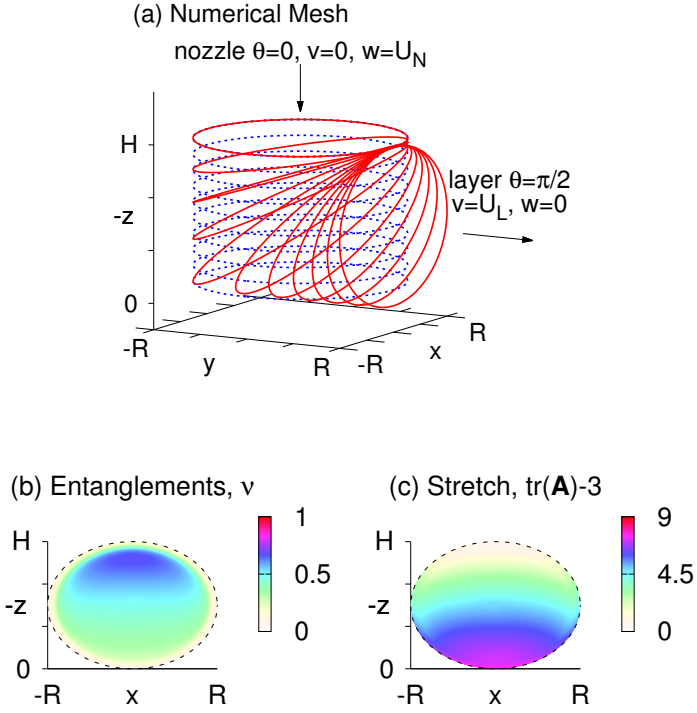 (a) Numerical Mesh
nozzle θ=0, v=0, w=U_N
H
layer θ=π/2
v=U_L, w=0
-z
0
-R
R
y
R
-R
x
(b) Entanglements, ν
(c) Stretch, tr(A)-3
H
-z
0
-R
x
R
1
0.5
0
H
-z
0
-R
x
R
9
4.5
0